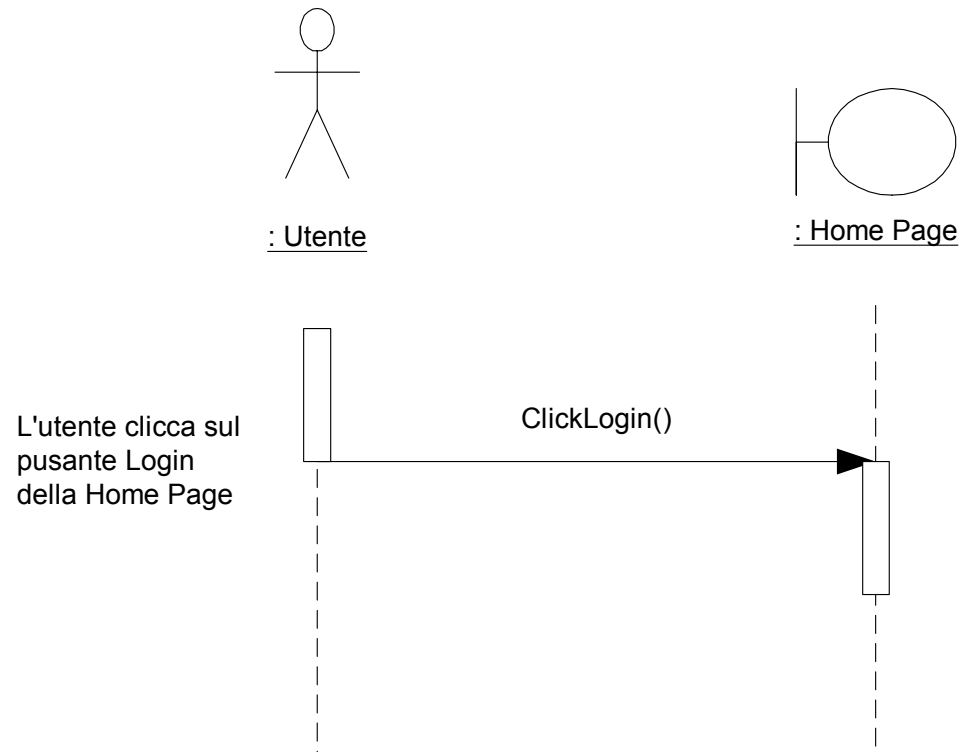 : Utente
: Home Page
ClickLogin()
L'utente clicca sul
pusante Login
della Home Page